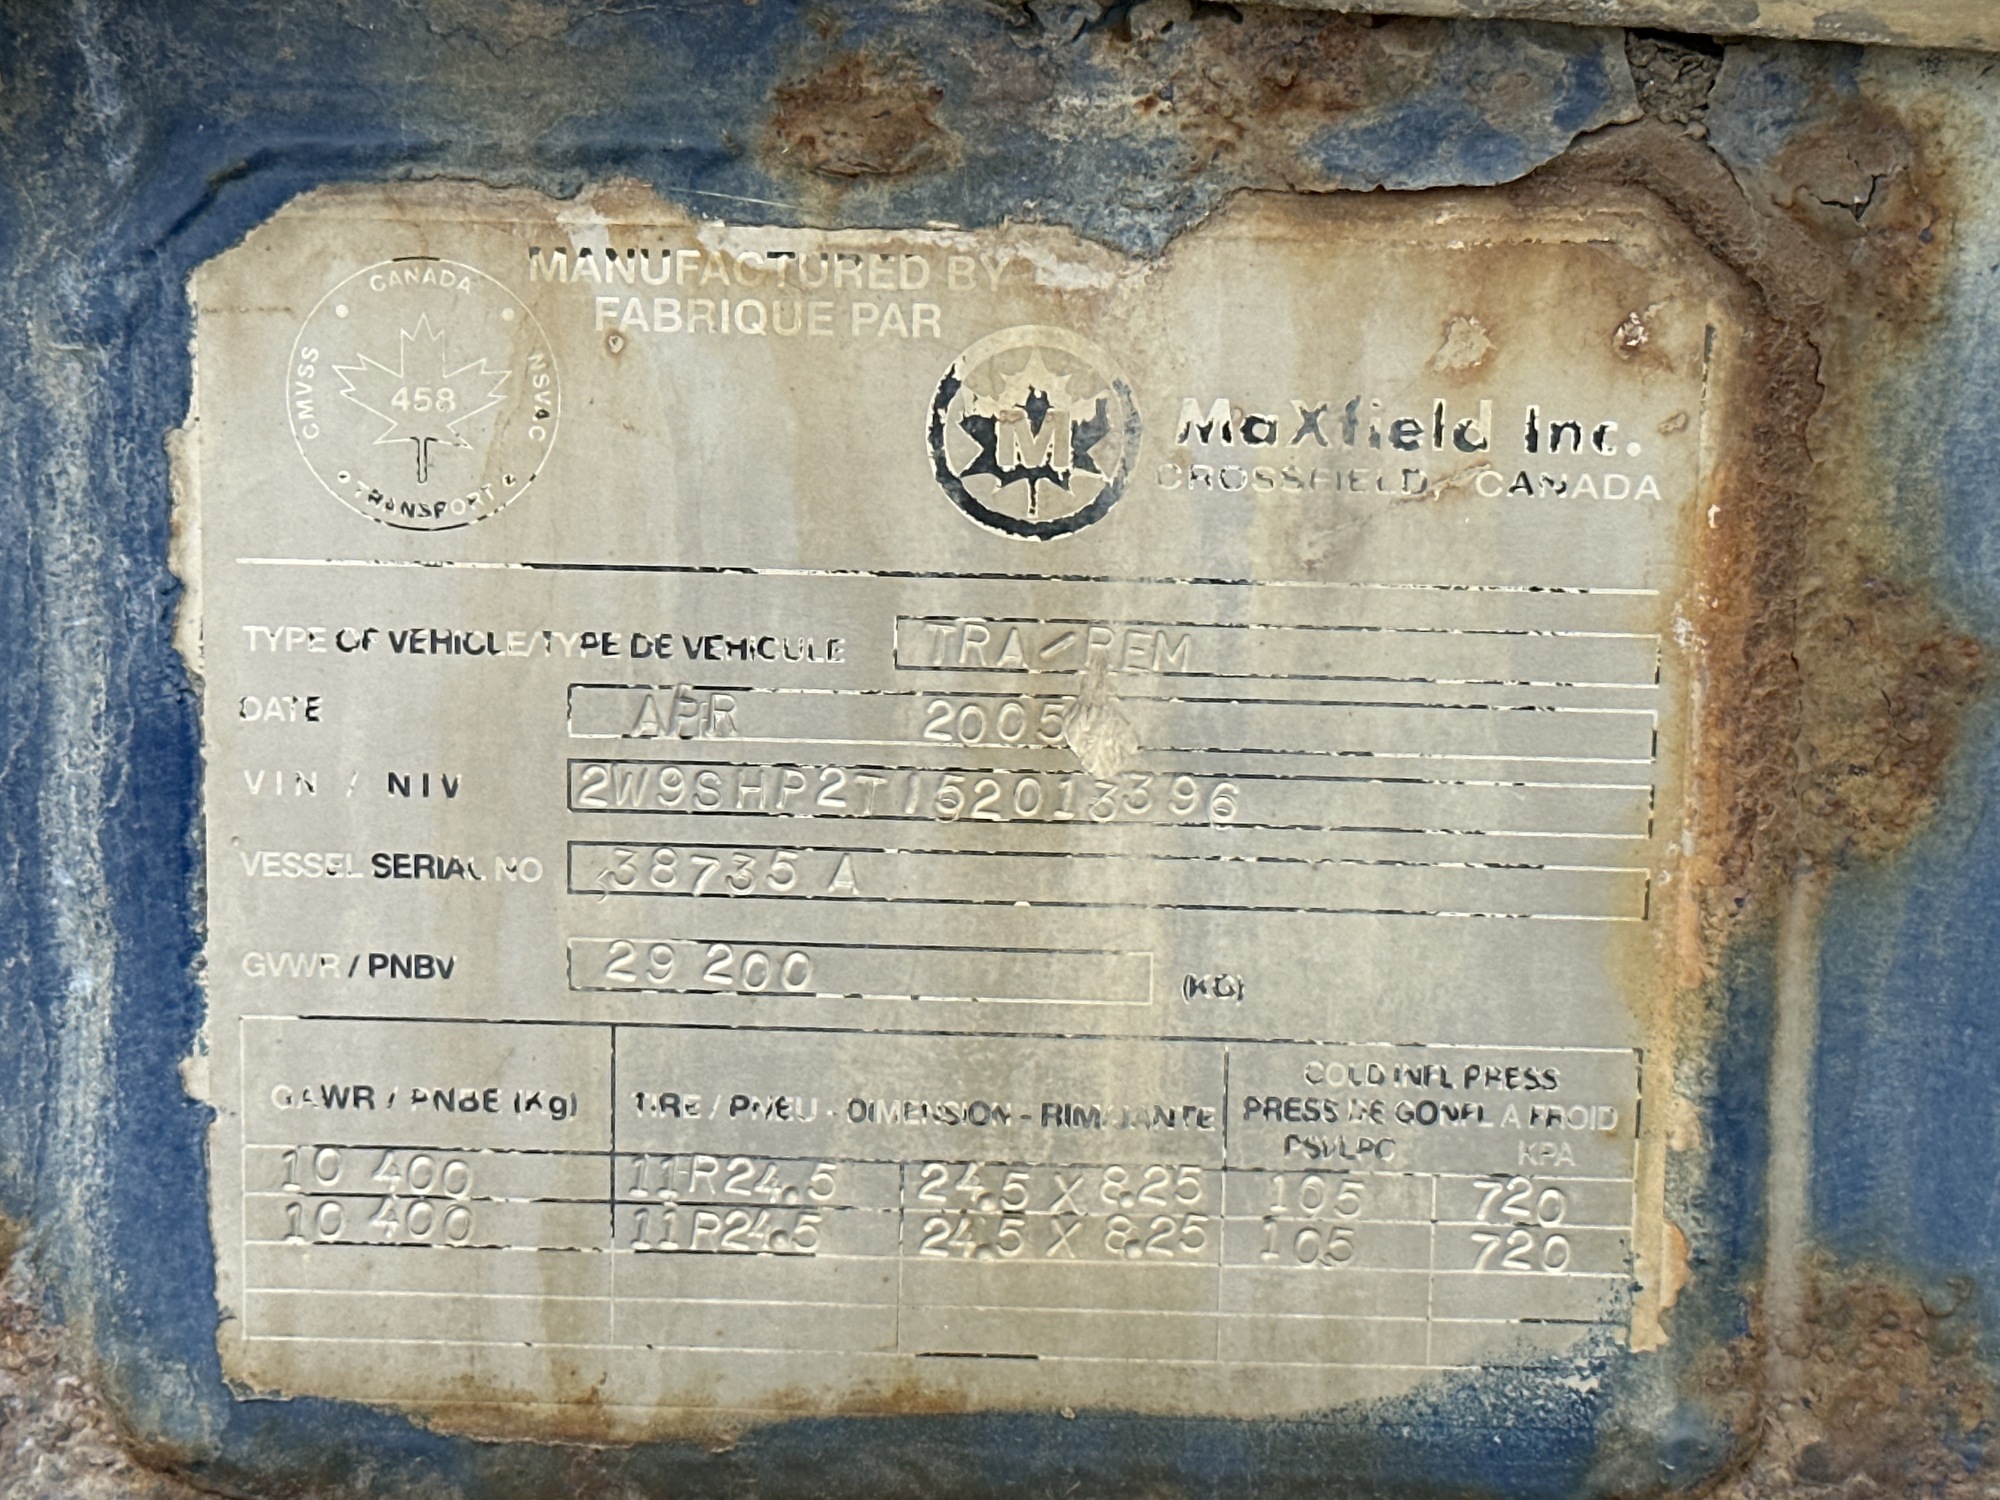 CANADA
CMVSS
NSVAC
458
TRANSPORT
MANUFACTURED BY
FABRIQUE PAR
M
MaXfield Inc.
CROSSFIELD, CANADA
TYPE OF VEHICLE/TYPE DE VEHICULE TRA/REM
DATE APR 2005
VIN / NIV 2W9SHP2T152013396
VESSEL SERIAL NO 38735 A
GVWR / PNBV 29 200 (KG)
GAWR / PNBE (Kg) TIRE / PNEU - DIMENSION - RIM/JANTE COLD INFL PRESS
PRESS DE GONFL A FROID
PSI/LPC KPA
10 400 11R24.5 24.5 X 8.25 105 720
10 400 11R24.5 24.5 X 8.25 105 720